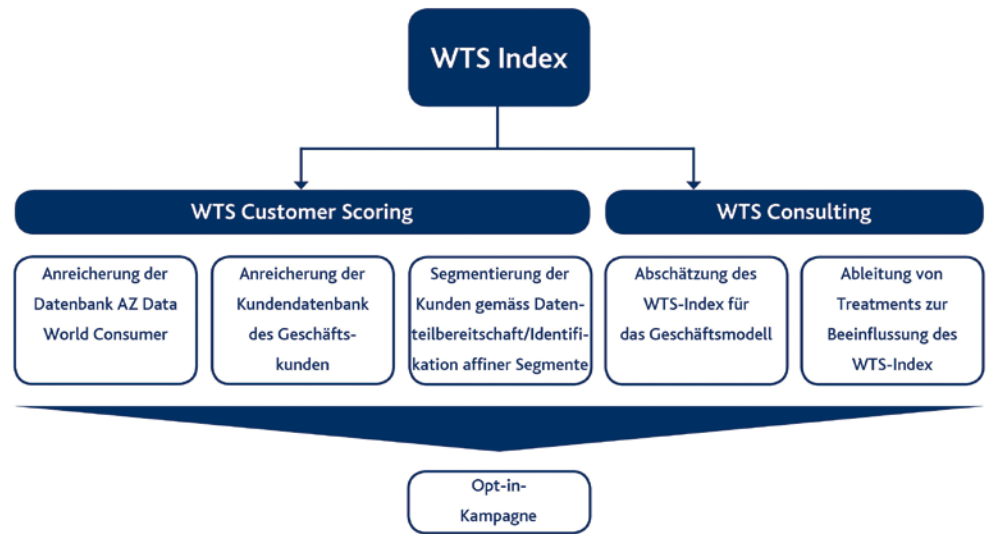 WTS Index
WTS Customer Scoring
WTS Consulting
Anreicherung der
Datenbank AZ Data
World Consumer
Anreicherung der
Kundendatenbank
des Geschäfts-
kunden
Segmentierung der
Kunden gemäss Daten-
teilbereitschaft/Identifi-
kation affiner Segmente
Abschätzung des
WTS-Index für
das Geschäftsmodell
Ableitung von
Treatments zur
Beeinflussung des
WTS-Index
Opt-in-
Kampagne